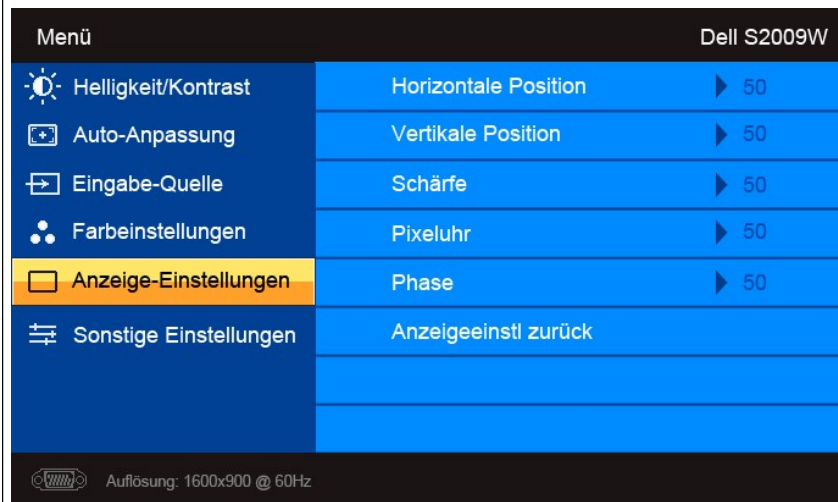 Menü Dell S2009W
Helligkeit/Kontrast Horizontale Position 50
Auto-Anpassung Vertikale Position 50
Eingabe-Quelle Schärfe 50
Farbeinstellungen Pixeluhr 50
Anzeige-Einstellungen Phase 50
Sonstige Einstellungen Anzeigeeinstl zurück
Auflösung: 1600x900 @ 60Hz